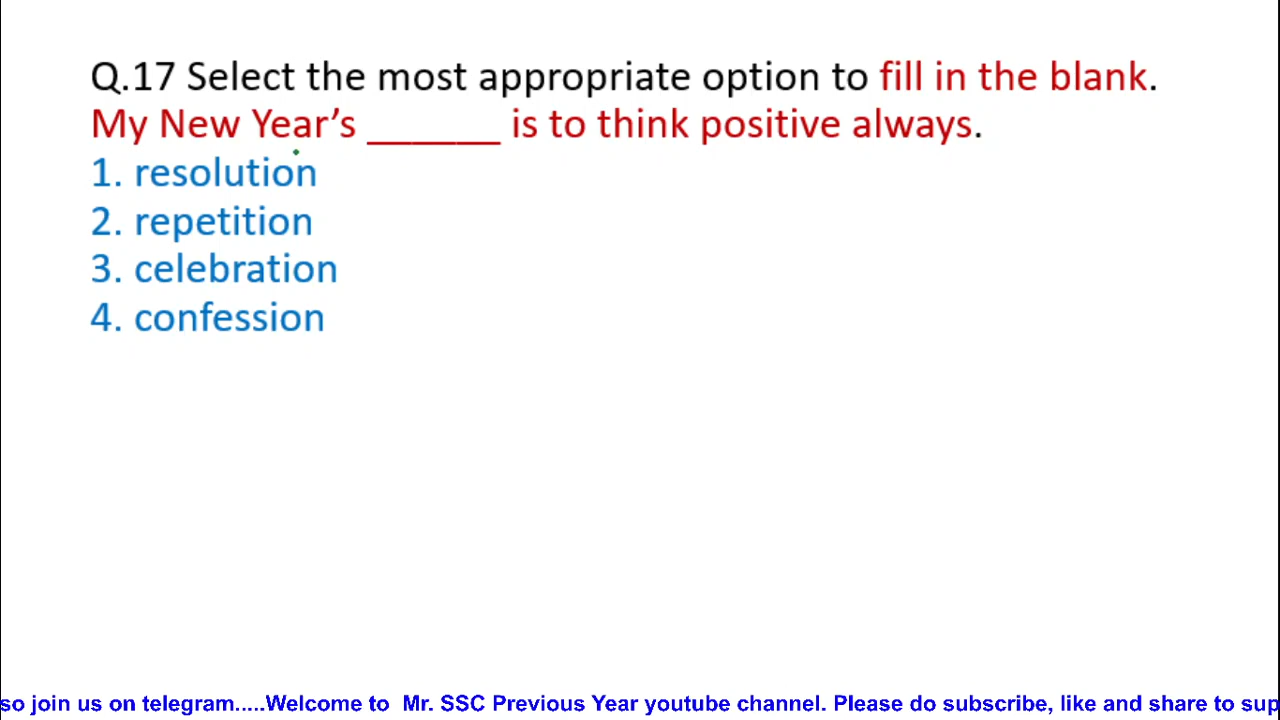 Q.17 Select the most appropriate option to fill in the blank.
My New Year’s ______ is to think positive always.
1. resolution
2. repetition
3. celebration
4. confession
so join us on telegram.....Welcome to  Mr. SSC Previous Year youtube channel. Please do subscribe, like and share to sup